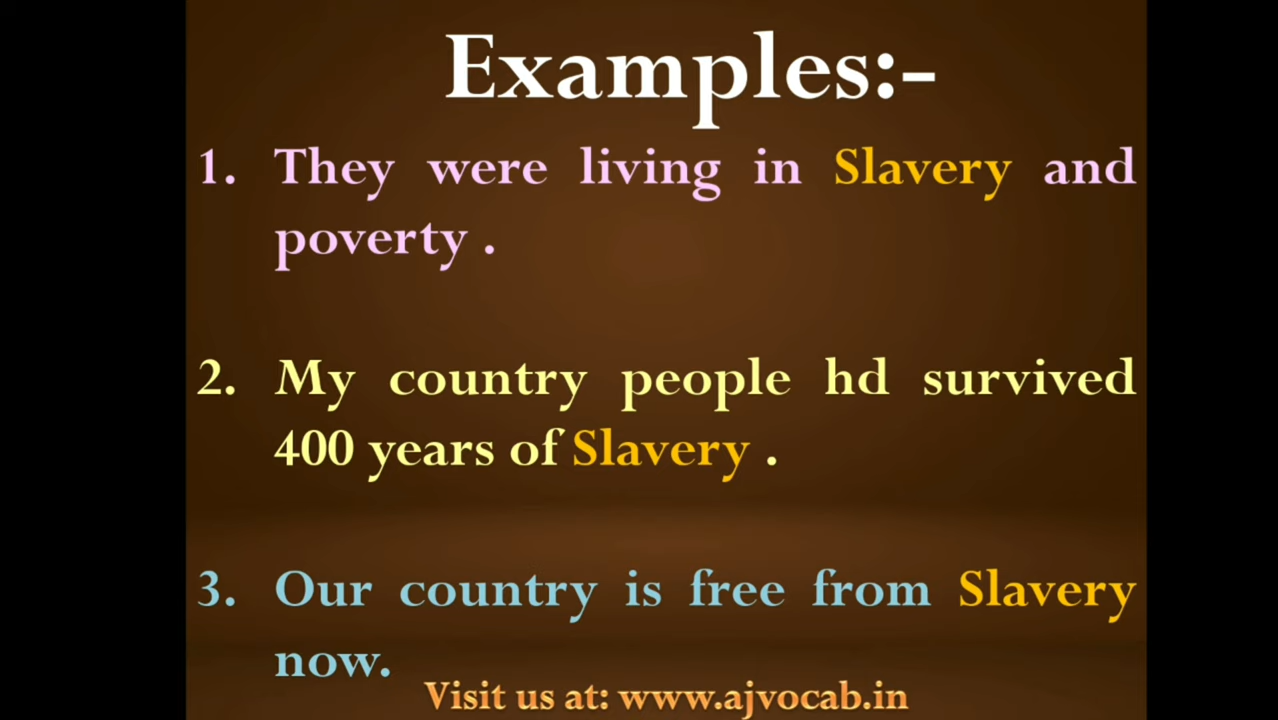 Examples:-
1. They were living in Slavery and
poverty .
2. My country people hd survived
400 years of Slavery .
3. Our country is free from Slavery
now.
Visit us at: www.ajvocab.in